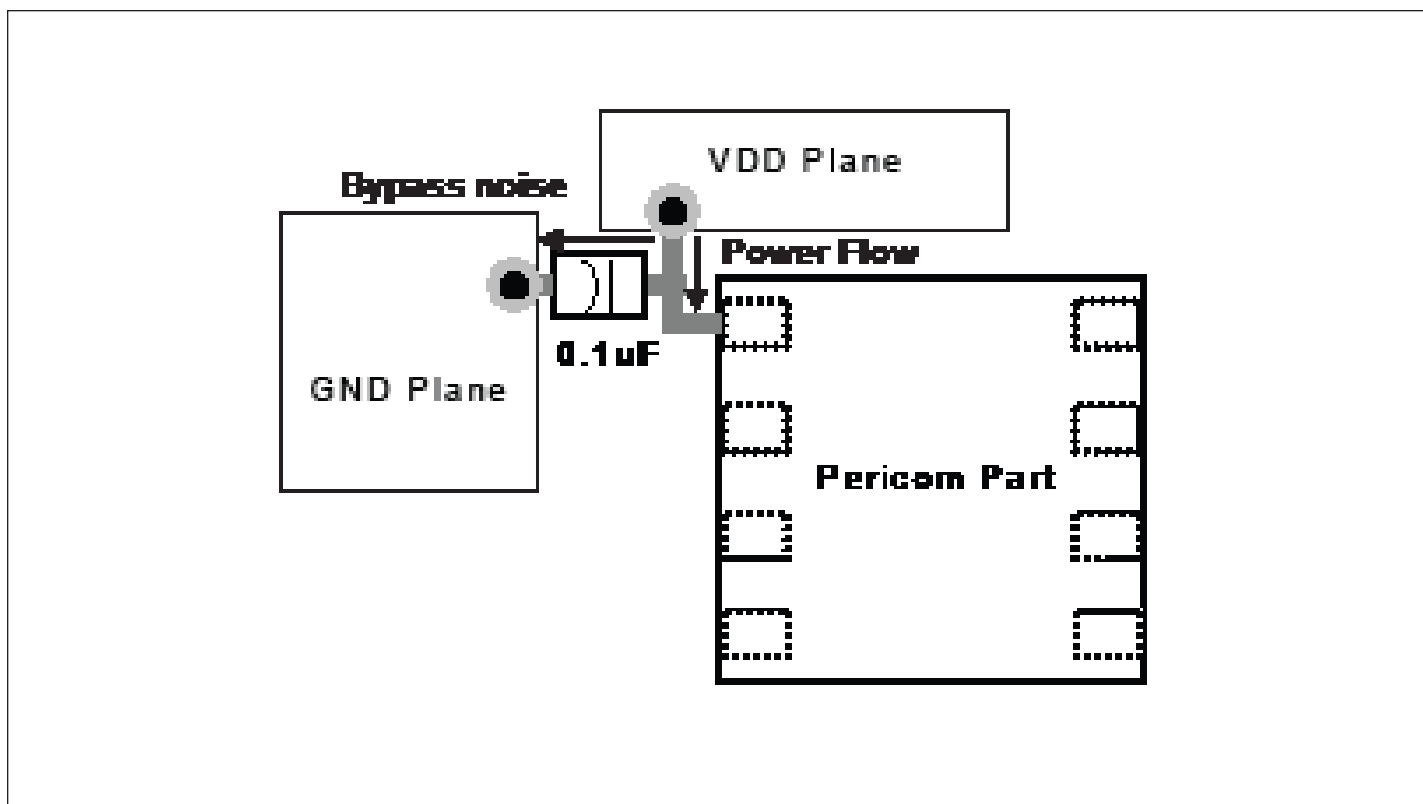 VDD Plane
Bypass noise
Power Flow
0.1uF
GND Plane
Pericom Part